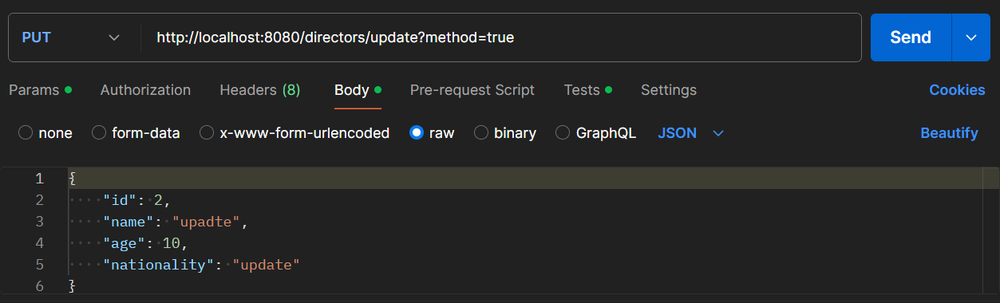 PUT http://localhost:8080/directors/update?method=true Send
Params Authorization Headers (8) Body Pre-request Script Tests Settings Cookies
none form-data x-www-form-urlencoded raw binary GraphQL JSON Beautify
1 {
2 "id": 2,
3 "name": "upadte",
4 "age": 10,
5 "nationality": "update"
6 }